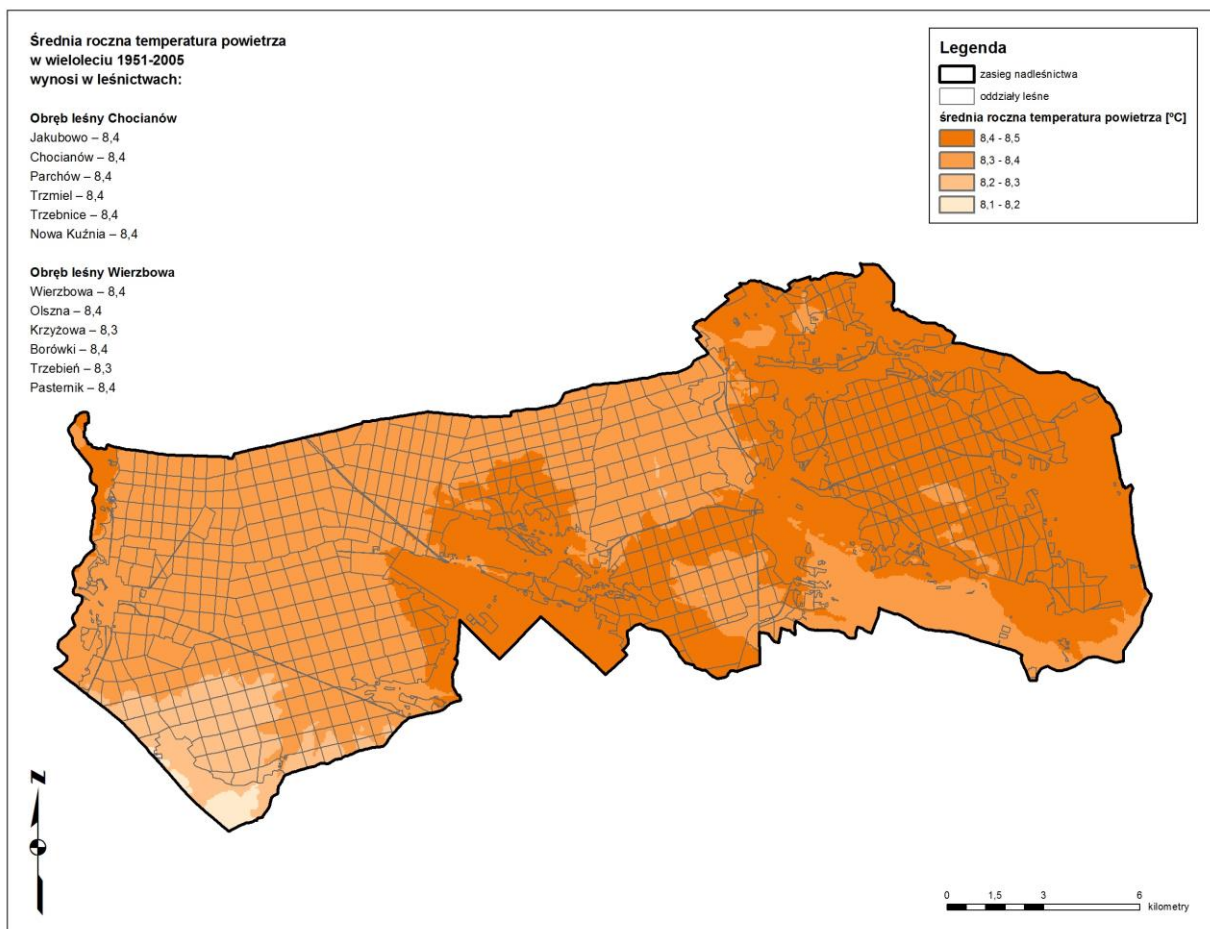 Średnia roczna temperatura powietrza
w wieloleciu 1951-2005
wynosi w leśnictwach:
Obręb leśny Chocianów
Jakubowo – 8,4
Chocianów – 8,4
Parchów – 8,4
Trzmiel – 8,4
Trzebnice – 8,4
Nowa Kuźnia – 8,4
Obręb leśny Wierzbowa
Wierzbowa – 8,4
Olszna – 8,4
Krzyżowa – 8,3
Borówki – 8,4
Trzebień – 8,3
Pasternik – 8,4
Legenda
zasieg nadleśnictwa
oddziały leśne
średnia roczna temperatura powietrza [ºC]
8,4 - 8,5
8,3 - 8,4
8,2 - 8,3
8,1 - 8,2
N
0 1,5 3 6
kilometry